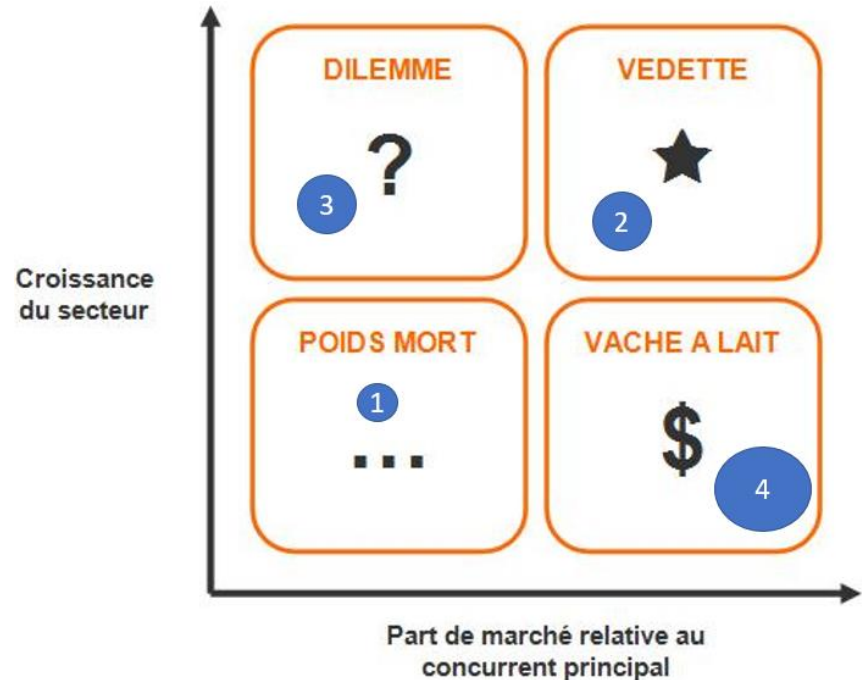 DILEMME
?
3
VEDETTE
2
Croissance
du secteur
POIDS MORT
1
...
VACHE A LAIT
$
4
Part de marché relative au
concurrent principal